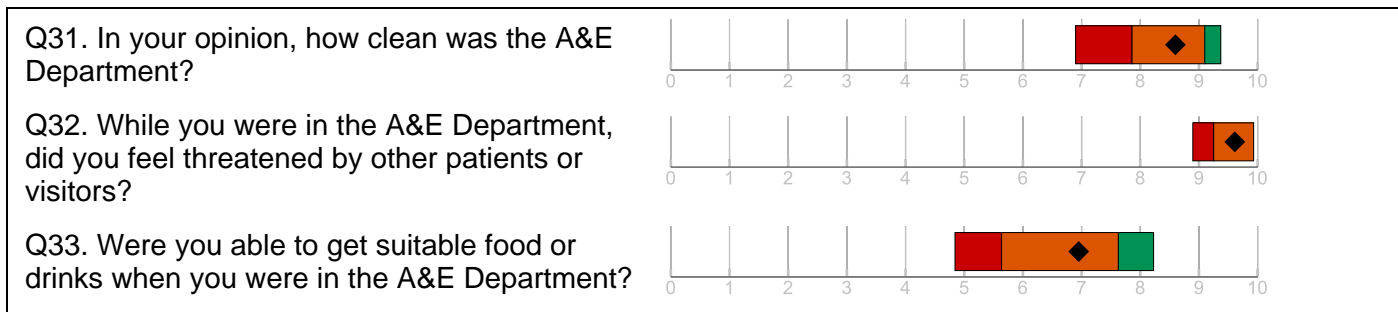 Q31. In your opinion, how clean was the A&E
Department?
0 1 2 3 4 5 6 7 8 9 10
Q32. While you were in the A&E Department,
did you feel threatened by other patients or
visitors?
0 1 2 3 4 5 6 7 8 9 10
Q33. Were you able to get suitable food or
drinks when you were in the A&E Department?
0 1 2 3 4 5 6 7 8 9 10